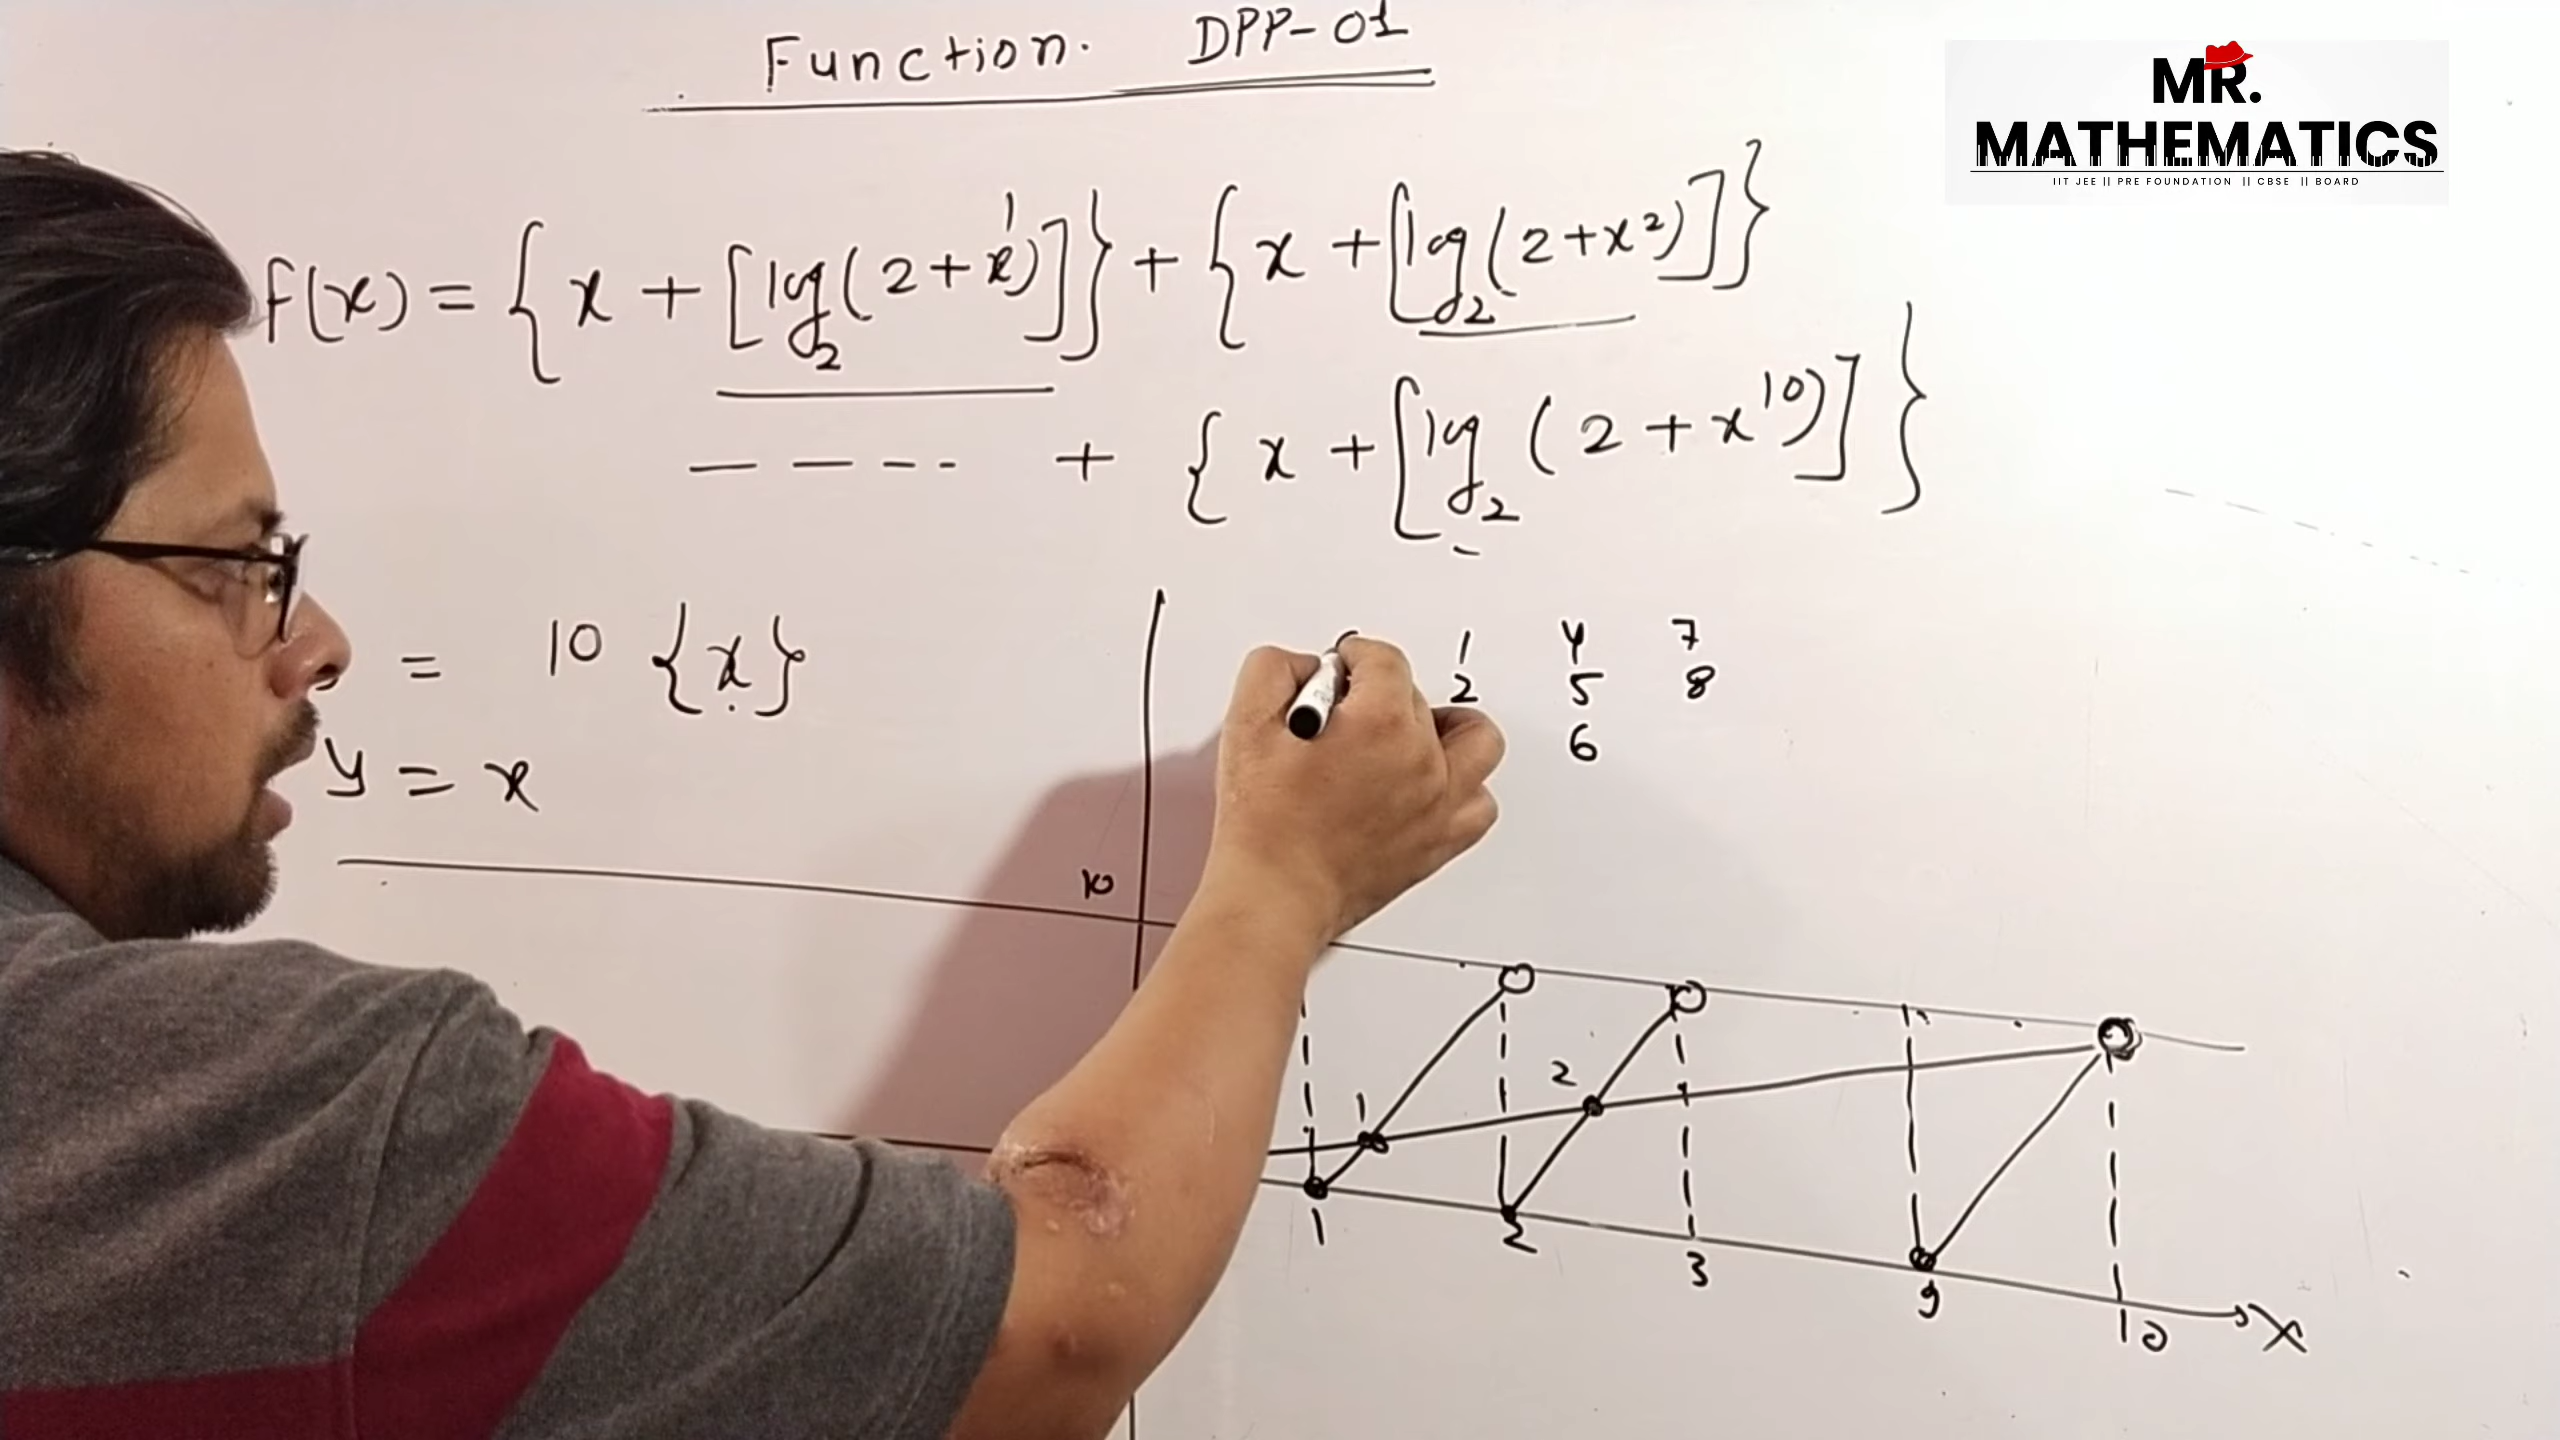 Function. DPP-01
MR.
MATHEMATICS
IIT JEE || PRE FOUNDATION || CBSE || BOARD
F(x) = {x + [log₂(2+x¹)]} + {x + [log₂(2+x²)]}
---- + {x + [log₂(2+x¹⁰)]}
= 10 {x}
y = x
1 4 7
2 5 8
6
10
1
2
1 2 3 9 10 X